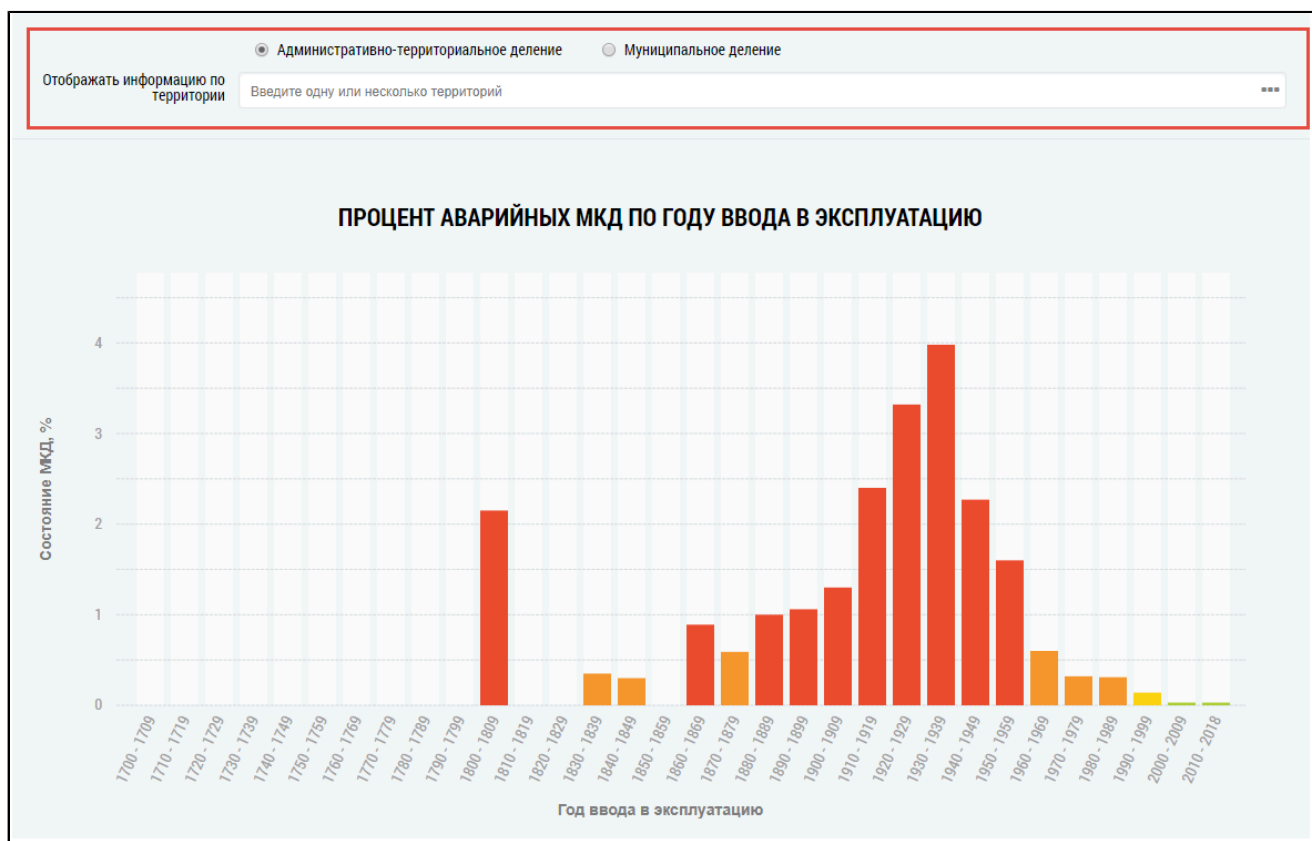 Административно-территориальное деление
Муниципальное деление
Отображать информацию по
территории
Введите одну или несколько территорий
ПРОЦЕНТ АВАРИЙНЫХ МКД ПО ГОДУ ВВОДА В ЭКСПЛУАТАЦИЮ
Состояние МКД, %
4
3
2
1
0
1700 - 1709
1710 - 1719
1720 - 1729
1730 - 1739
1740 - 1749
1750 - 1759
1760 - 1769
1770 - 1779
1780 - 1789
1790 - 1799
1800 - 1809
1810 - 1819
1820 - 1829
1830 - 1839
1840 - 1849
1850 - 1859
1860 - 1869
1870 - 1879
1880 - 1889
1890 - 1899
1900 - 1909
1910 - 1919
1920 - 1929
1930 - 1939
1940 - 1949
1950 - 1959
1960 - 1969
1970 - 1979
1980 - 1989
1990 - 1999
2000 - 2009
2010 - 2018
Год ввода в эксплуатацию